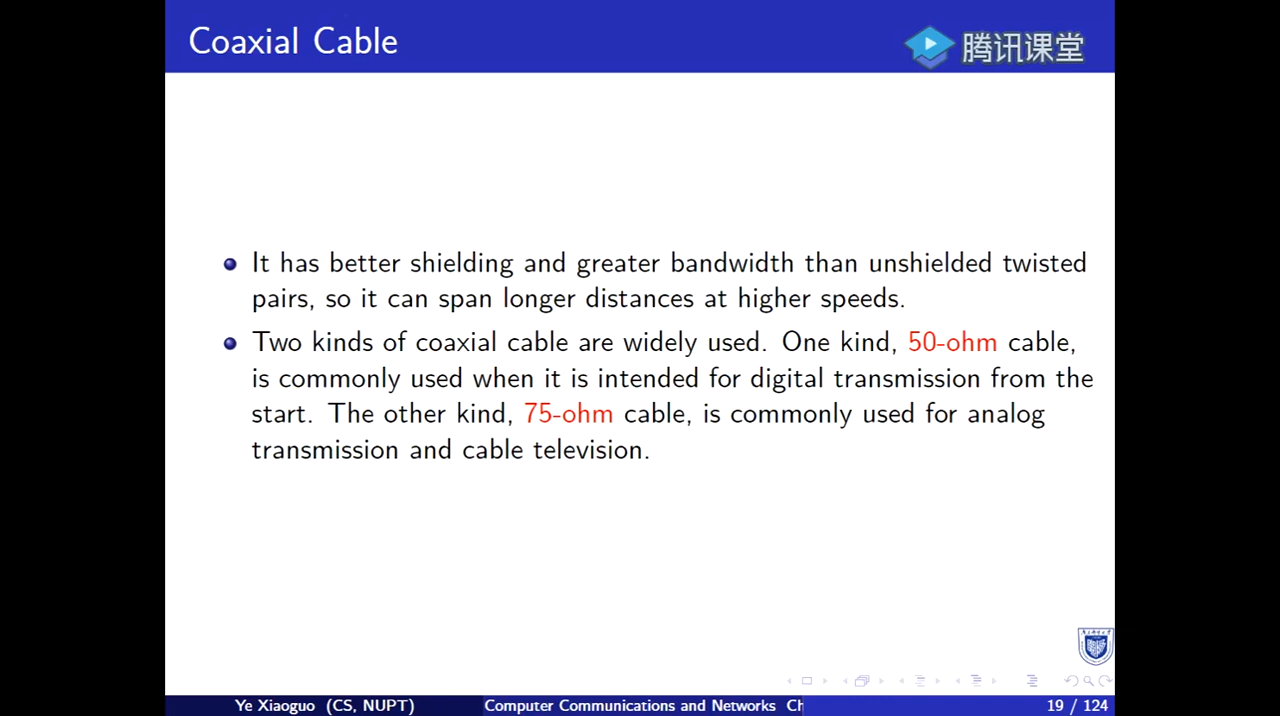 Coaxial Cable
腾讯课堂
It has better shielding and greater bandwidth than unshielded twisted
pairs, so it can span longer distances at higher speeds.
Two kinds of coaxial cable are widely used. One kind, 50-ohm cable,
is commonly used when it is intended for digital transmission from the
start. The other kind, 75-ohm cable, is commonly used for analog
transmission and cable television.
Ye Xiaoguo (CS, NUPT)
Computer Communications and Networks Ch
19 / 124